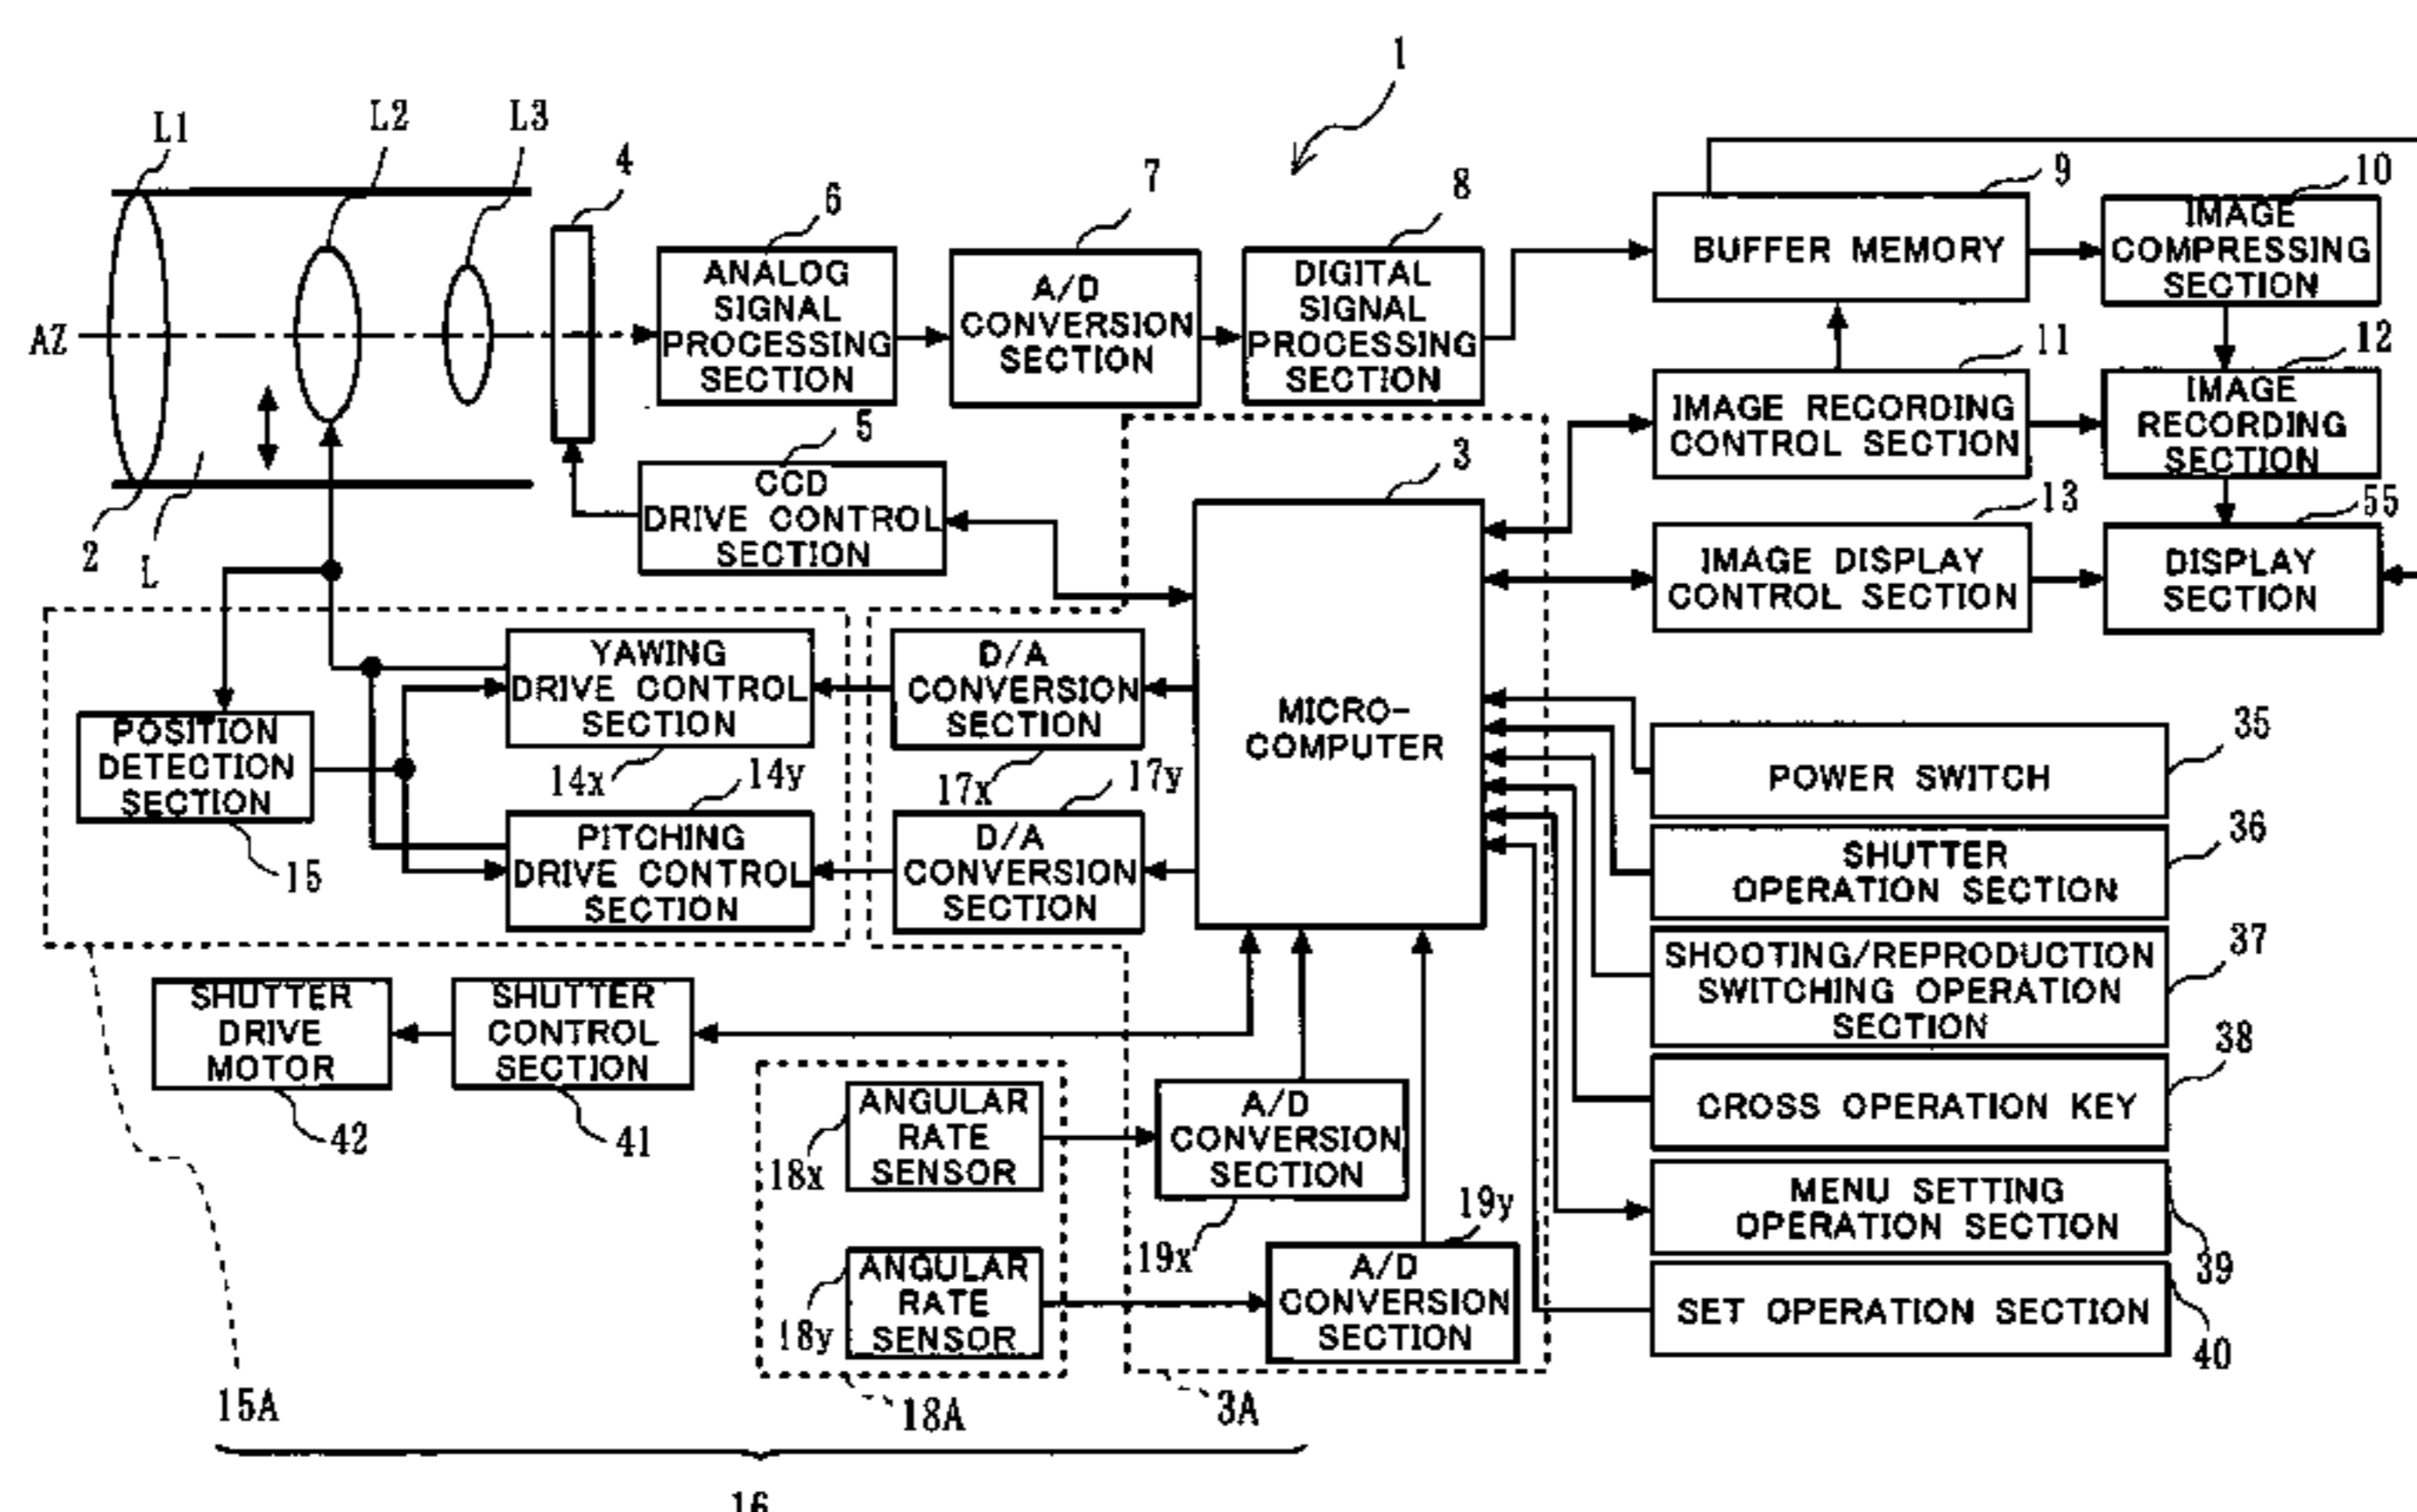 1
L1
L2
L3
4
6
7
8
9
10
AZ
ANALOG
SIGNAL
PROCESSING
SECTION
A/D
CONVERSION
SECTION
DIGITAL
SIGNAL
PROCESSING
SECTION
BUFFER MEMORY
IMAGE
COMPRESSING
SECTION
11
12
IMAGE RECORDING
CONTROL SECTION
IMAGE
RECORDING
SECTION
5
3
13
55
2
L
CCD
DRIVE CONTROL
SECTION
IMAGE DISPLAY
CONTROL SECTION
DISPLAY
SECTION
POSITION
DETECTION
SECTION
15
YAWING
DRIVE CONTROL
SECTION
14x
14y
PITCHING
DRIVE CONTROL
SECTION
D/A
CONVERSION
SECTION
17x
17y
D/A
CONVERSION
SECTION
MICRO-
COMPUTER
POWER SWITCH
35
SHUTTER
OPERATION SECTION
36
SHOOTING/REPRODUCTION
SWITCHING OPERATION
SECTION
37
CROSS OPERATION KEY
38
MENU SETTING
OPERATION SECTION
39
SET OPERATION SECTION
40
SHUTTER
DRIVE
MOTOR
42
SHUTTER
CONTROL
SECTION
41
ANGULAR
RATE
SENSOR
18x
A/D
CONVERSION
SECTION
19x
19y
ANGULAR
RATE
SENSOR
18y
A/D
CONVERSION
SECTION
15A
18A
3A
16